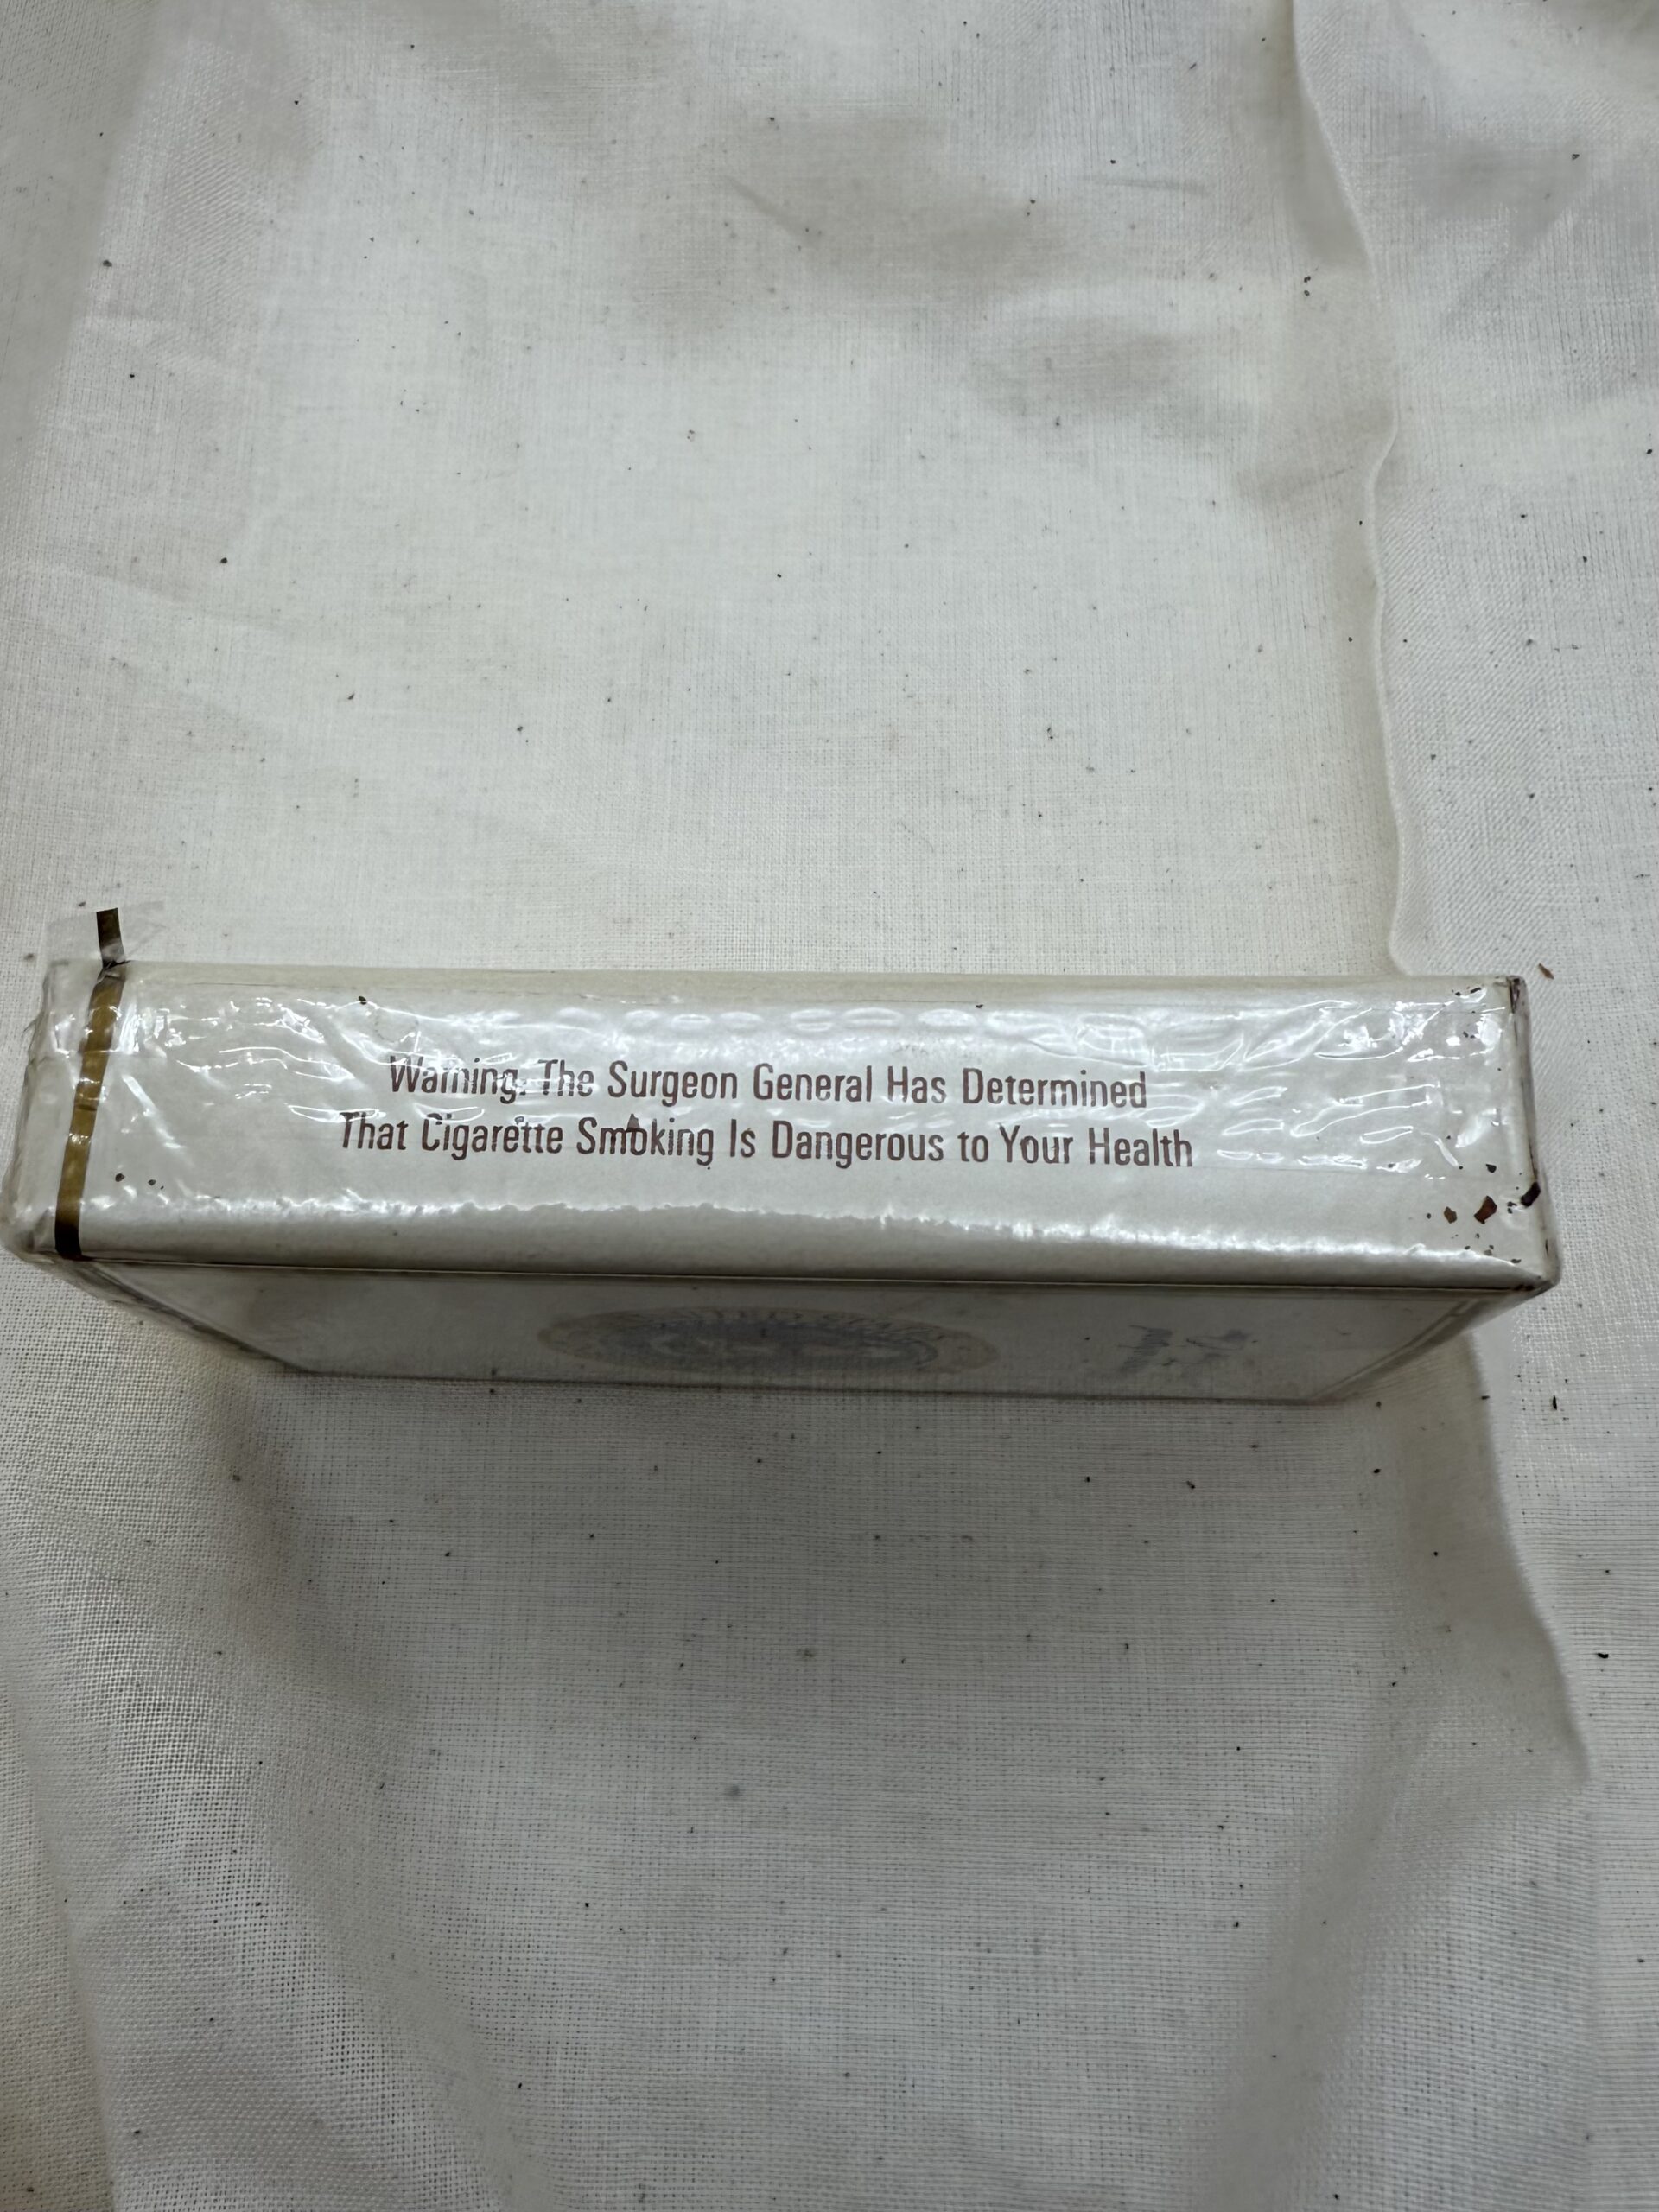 Warning: The Surgeon General Has Determined
That Cigarette Smoking Is Dangerous to Your Health